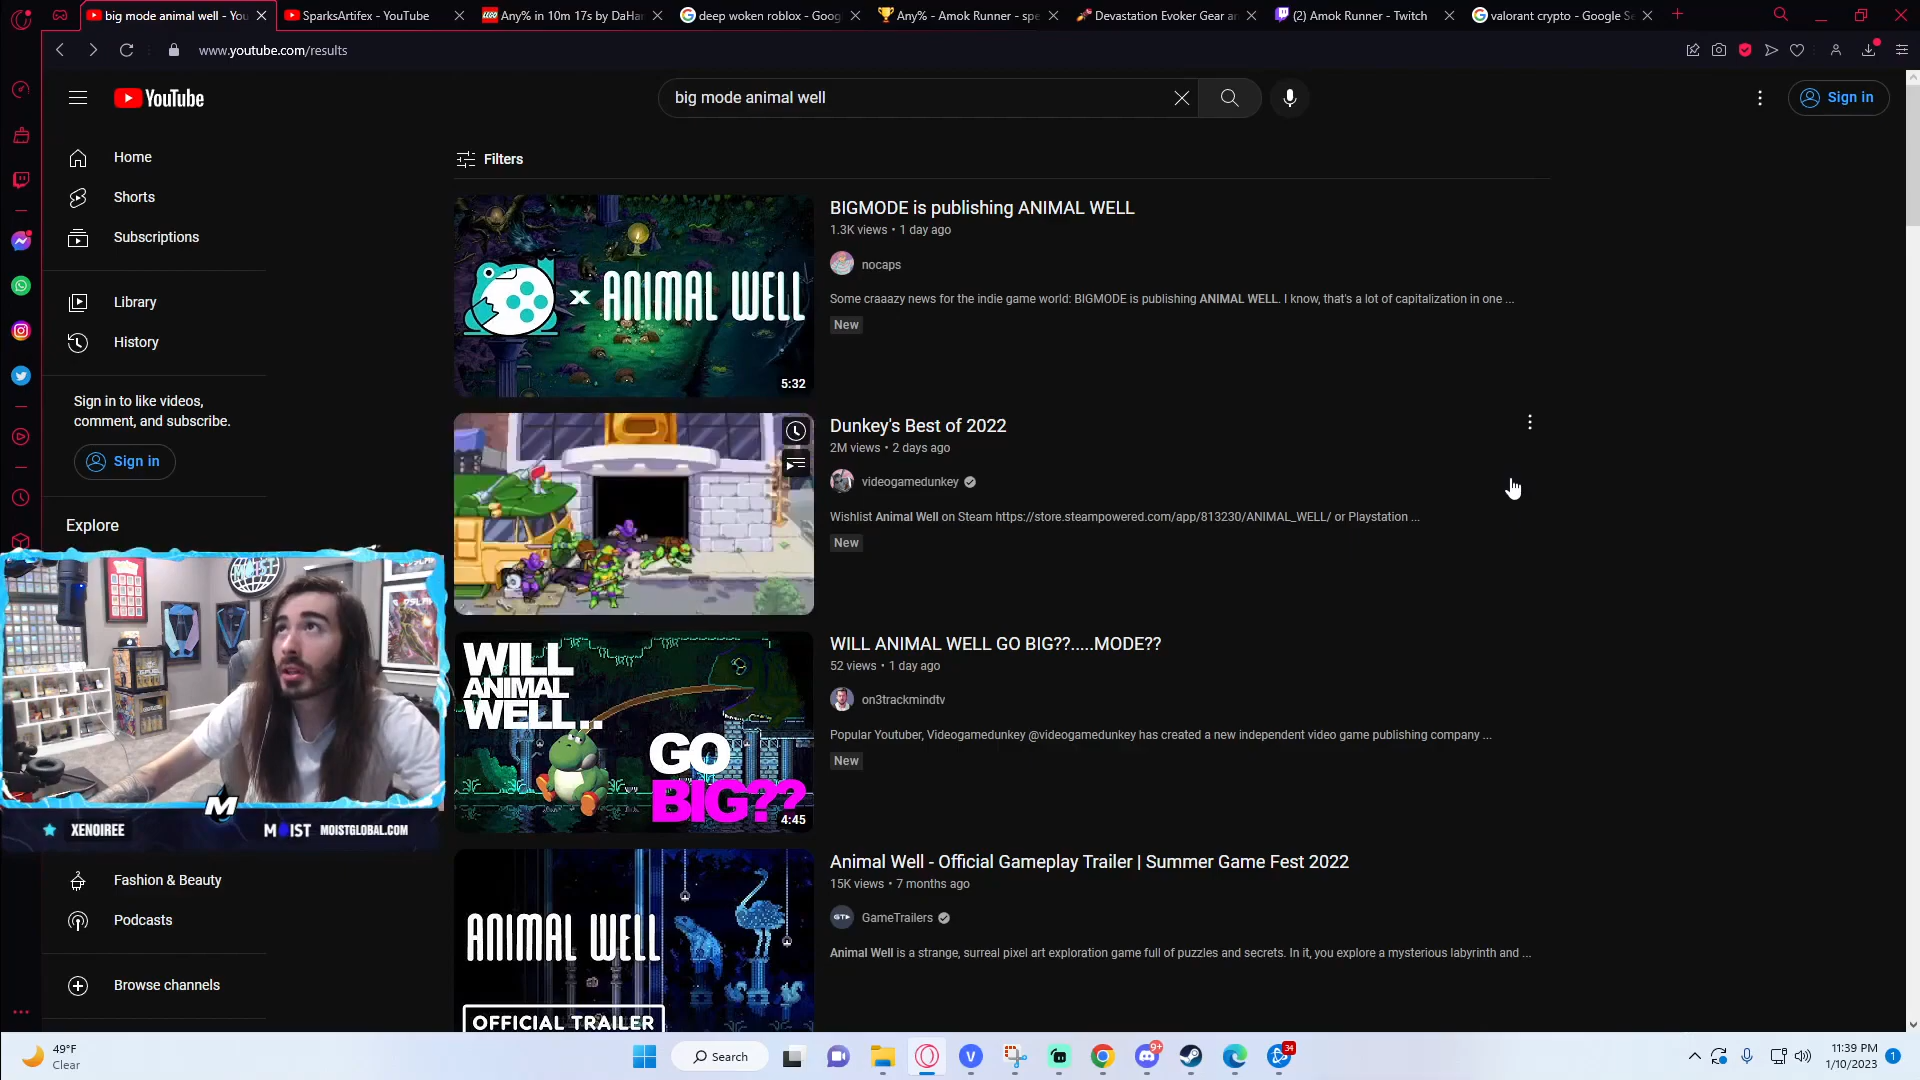 big mode animal well - You
SparksArtifex - YouTube
Any% in 10m 17s by DaHa
deep woken roblox - Goog
Any% - Amok Runner - spe
Devastation Evoker Gear an
(2) Amok Runner - Twitch
valorant crypto - Google Se
www.youtube.com/results
YouTube
big mode animal well
Sign in
Home
Shorts
Subscriptions
Library
History
Sign in to like videos,
comment, and subscribe.
Sign in
Explore
Filters
ANIMAL WELL
5:32
BIGMODE is publishing ANIMAL WELL
1.3K views • 1 day ago
nocaps
Some craaazy news for the indie game world: BIGMODE is publishing ANIMAL WELL. I know, that's a lot of capitalization in one ...
New
Dunkey's Best of 2022
2M views • 2 days ago
videogamedunkey
Wishlist Animal Well on Steam https://store.steampowered.com/app/813230/ANIMAL_WELL/ or Playstation ...
New
WILL
ANIMAL
WELL..
GO
BIG??
4:45
WILL ANIMAL WELL GO BIG??.....MODE??
52 views • 1 day ago
on3trackmindtv
Popular Youtuber, Videogamedunkey @videogamedunkey has created a new independent video game publishing company ...
New
ANIMAL WELL
OFFICIAL TRAILER
Animal Well - Official Gameplay Trailer | Summer Game Fest 2022
15K views • 7 months ago
GT
GameTrailers
Animal Well is a strange, surreal pixel art exploration game full of puzzles and secrets. In it, you explore a mysterious labyrinth and ...
MOIST
M
XENOIREE
MOIST MOISTGLOBAL.COM
Fashion & Beauty
Podcasts
Browse channels
49°F
Clear
Search
V
9+
34
11:39 PM
1/10/2023
1